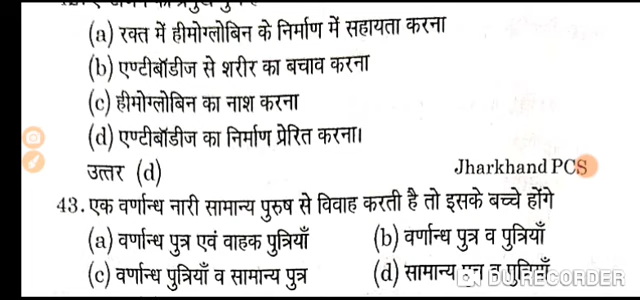 (a) रक्त में हीमोग्लोबिन के निर्माण में सहायता करना
(b) एण्टीबॉडीज से शरीर का बचाव करना
(c) हीमोग्लोबिन का नाश करना
(d) एण्टीबॉडीज का निर्माण प्रेरित करना।
उत्तर (d) Jharkhand PCS
43. एक वर्णान्ध नारी सामान्य पुरुष से विवाह करती है तो इसके बच्चे होंगे
(a) वर्णान्ध पुत्र एवं वाहक पुत्रियाँ (b) वर्णान्ध पुत्र व पुत्रियाँ
(c) वर्णान्ध पुत्रियाँ व सामान्य पुत्र (d) सामान्य पुत्र व पुत्रियाँ
DU RECORDER